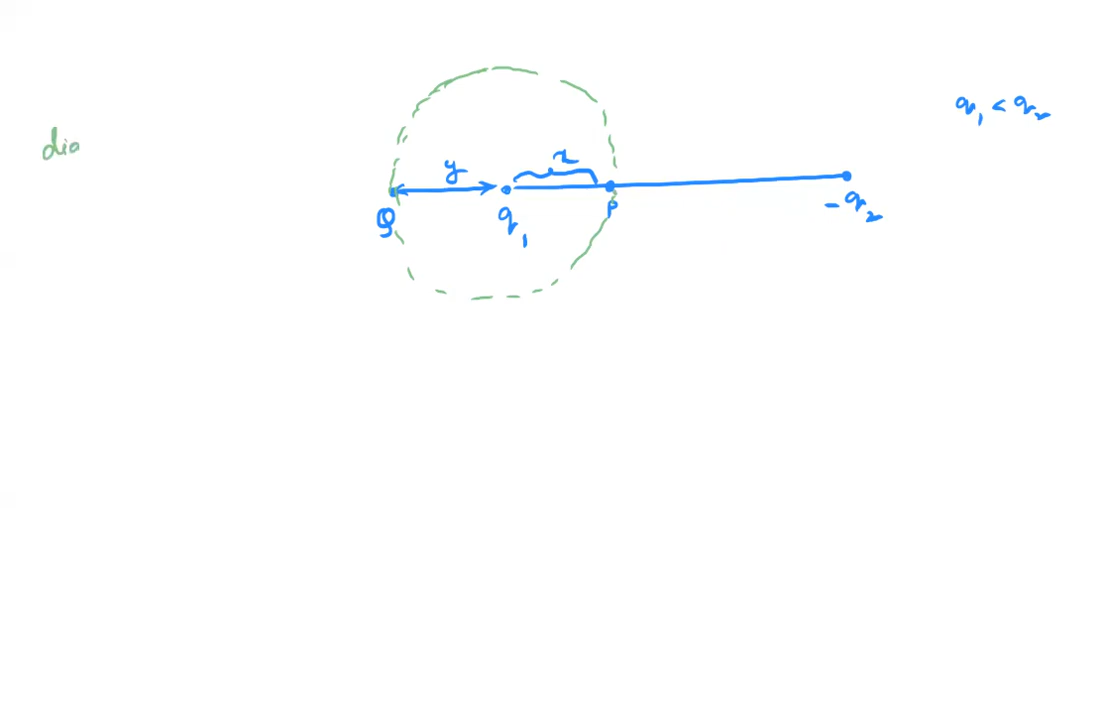 q₁ < q₂
dia
y
x
Q
q₁
P
- q₂